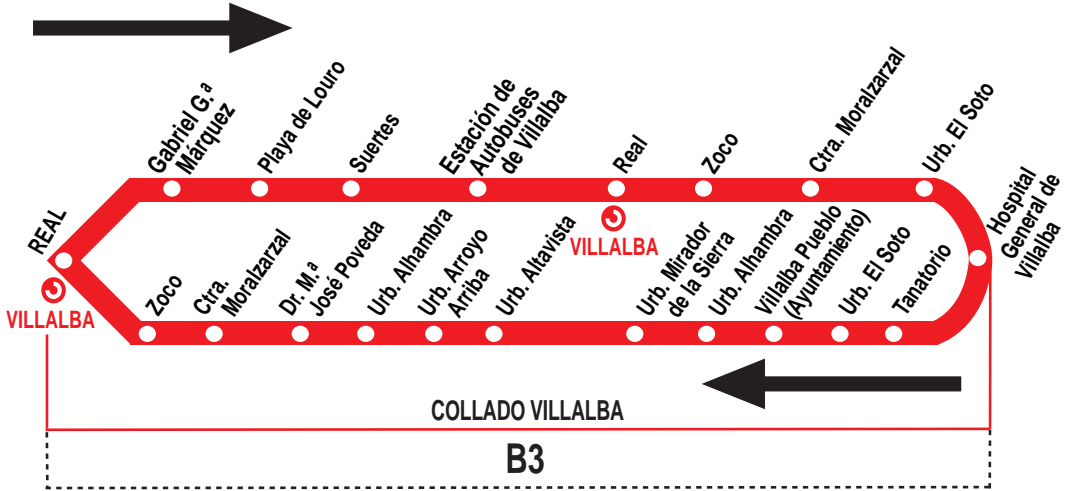 Gabriel G.ª
Márquez
Playa de Louro
Suertes
Estación de
Autobuses
de Villalba
Real
Zoco
Ctra. Moralzarzal
Urb. El Soto
REAL
VILLALBA
VILLALBA
Hospital
General de
Villalba
Zoco
Ctra.
Moralzarzal
Dr. M.ª
José Poveda
Urb. Alhambra
Urb. Arroyo
Arriba
Urb. Altavista
Urb. Mirador
de la Sierra
Urb. Alhambra
Villalba Pueblo
(Ayuntamiento)
Urb. El Soto
Tanatorio
COLLADO VILLALBA
B3